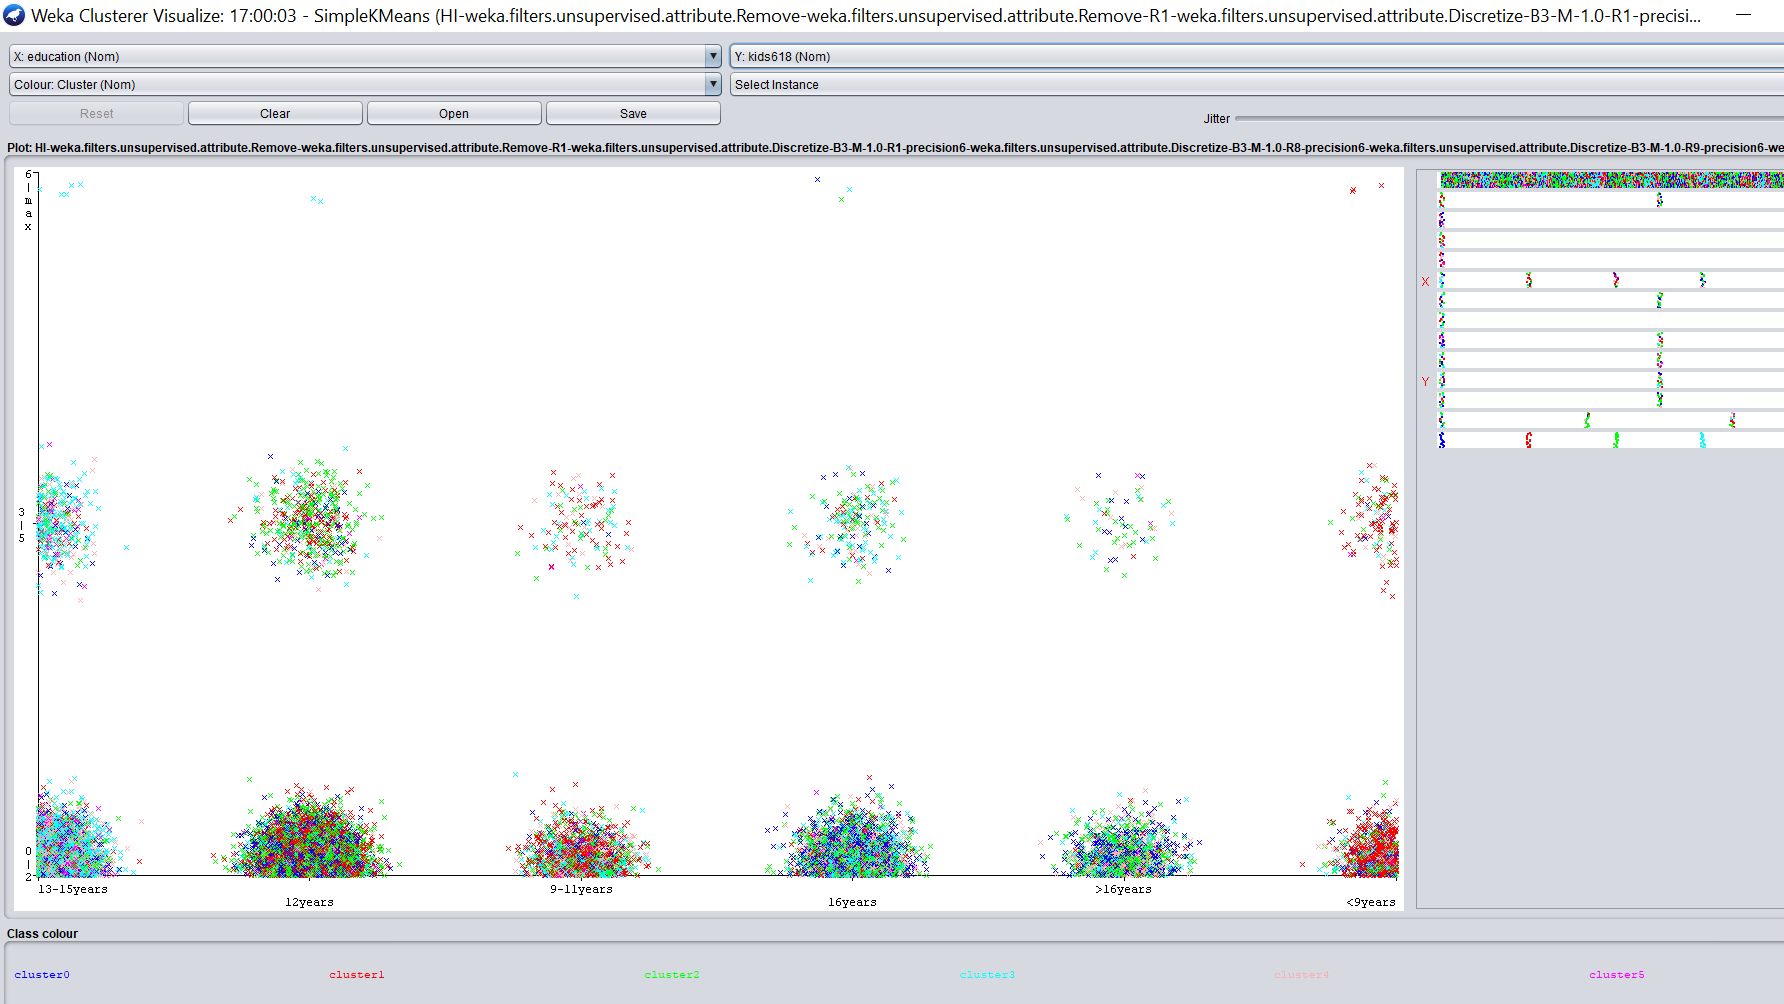 Weka Clusterer Visualize: 17:00:03 - SimpleKMeans (HI-weka.filters.unsupervised.attribute.Remove-weka.filters.unsupervised.attribute.Remove-R1-weka.filters.unsupervised.attribute.Discretize-B3-M-1.0-R1-precisi...
X: education (Nom)
Y: kids618 (Nom)
Colour: Cluster (Nom)
Select Instance
Reset
Clear
Open
Save
Jitter
Plot: HI-weka.filters.unsupervised.attribute.Remove-weka.filters.unsupervised.attribute.Remove-R1-weka.filters.unsupervised.attribute.Discretize-B3-M-1.0-R1-precision6-weka.filters.unsupervised.attribute.Discretize-B3-M-1.0-R8-precision6-weka.filters.unsupervised.attribute.Discretize-B3-M-1.0-R9-precision6-we
6-max
3-5
0-2
X
Y
13-15years
12years
9-11years
16years
>16years
<9years
Class colour
cluster0
cluster1
cluster2
cluster3
cluster4
cluster5